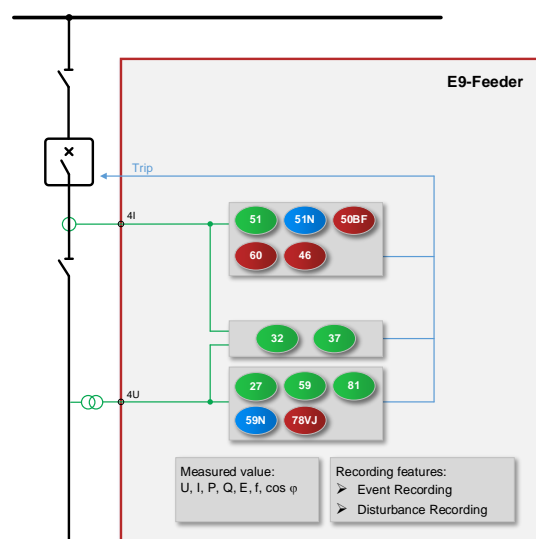 E9-Feeder
Trip
4I
51 51N 50BF
60 46
32 37
4U
27 59 81
59N 78VJ
Measured value:
U, I, P, Q, E, f, cos φ
Recording features:
➢ Event Recording
➢ Disturbance Recording